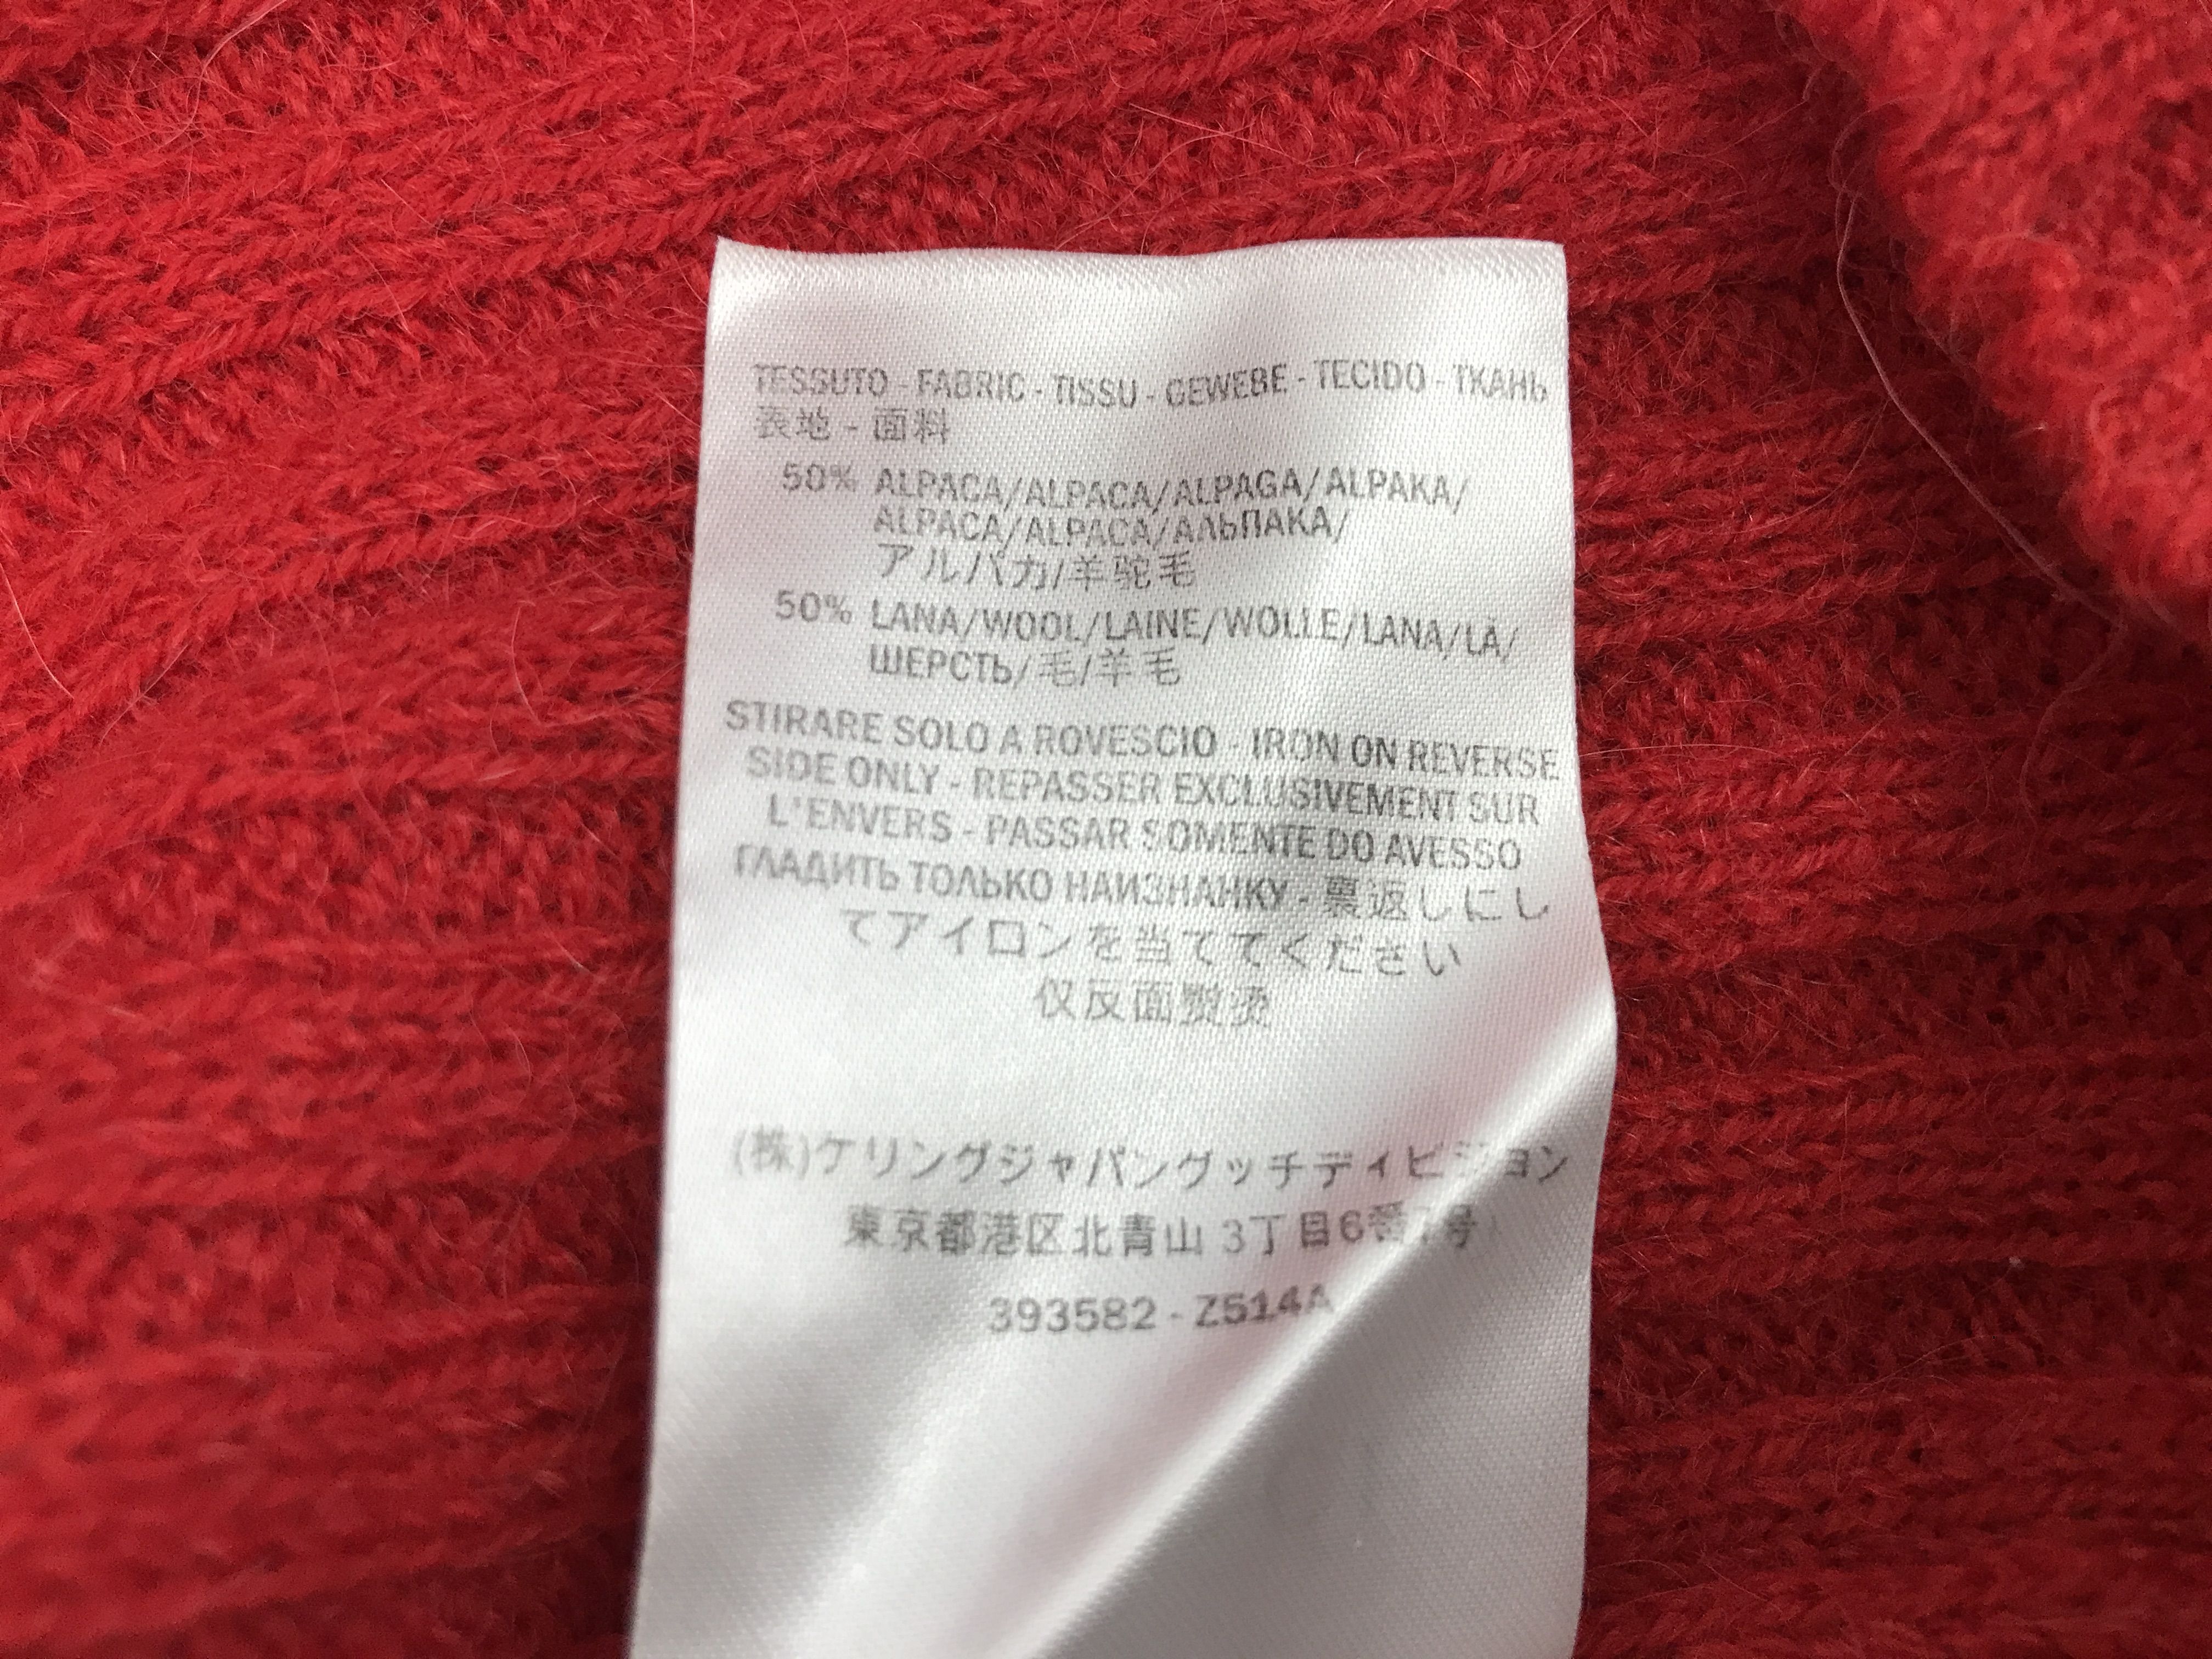 TESSUTO - FABRIC - TISSU - GEWEBE - TECIDO - ТКАНЬ
表地 - 面料
50% ALPACA/ALPACA/ALPAGA/ALPAKA/
ALPACA/ALPACA/АЛЬПАКА/
アルパカ/羊驼毛
50% LANA/WOOL/LAINE/WOLLE/LANA/LÃ/
ШЕРСТЬ/毛/羊毛
STIRARE SOLO A ROVESCIO - IRON ON REVERSE
SIDE ONLY - REPASSER EXCLUSIVEMENT SUR
L'ENVERS - PASSAR SOMENTE DO AVESSO
ГЛАДИТЬ ТОЛЬКО НАИЗНАНКУ - 裏返しにし
てアイロンを当ててください
仅反面熨烫
(株)ケリングジャパングッチディビジョン
東京都港区北青山 3丁目6番
393582 - Z514A